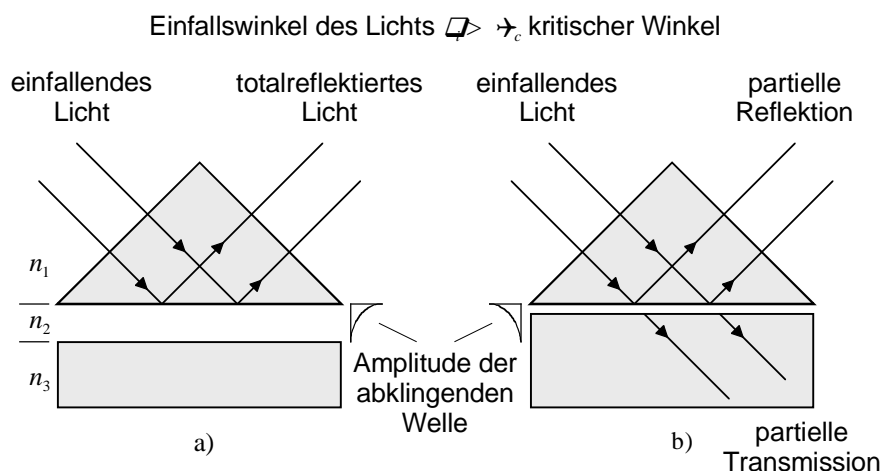 Einfallswinkel des Lichts ❏i> ✈c kritischer Winkel
einfallendes
Licht
totalreflektiertes
Licht
einfallendes
Licht
partielle
Reflektion
n1
n2
n3
Amplitude der
abklingenden
Welle
a)
b)
partielle
Transmission